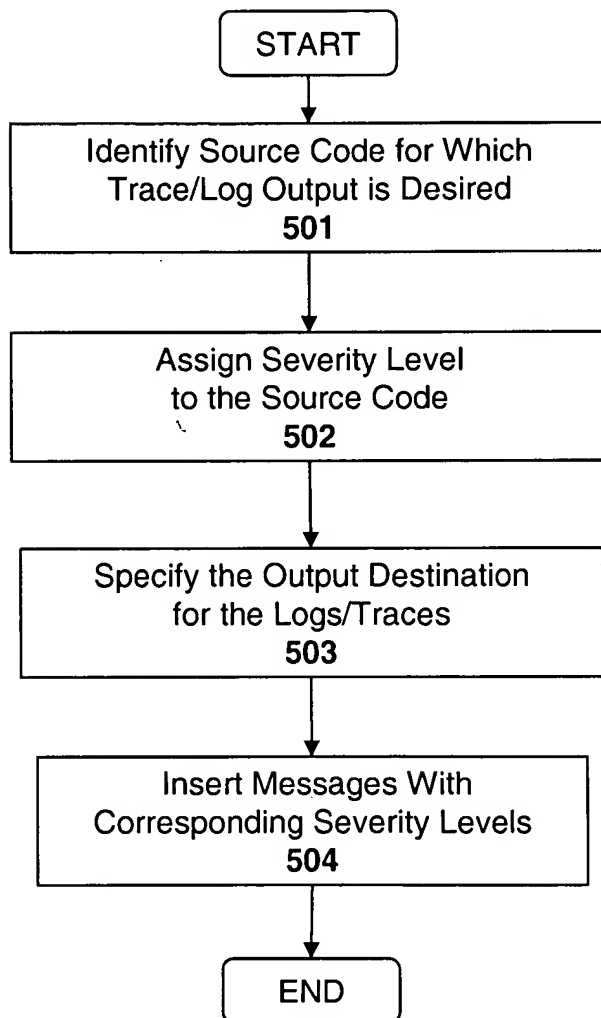 START
Identify Source Code for Which
Trace/Log Output is Desired
501
Assign Severity Level
to the Source Code
502
Specify the Output Destination
for the Logs/Traces
503
Insert Messages With
Corresponding Severity Levels
504
END